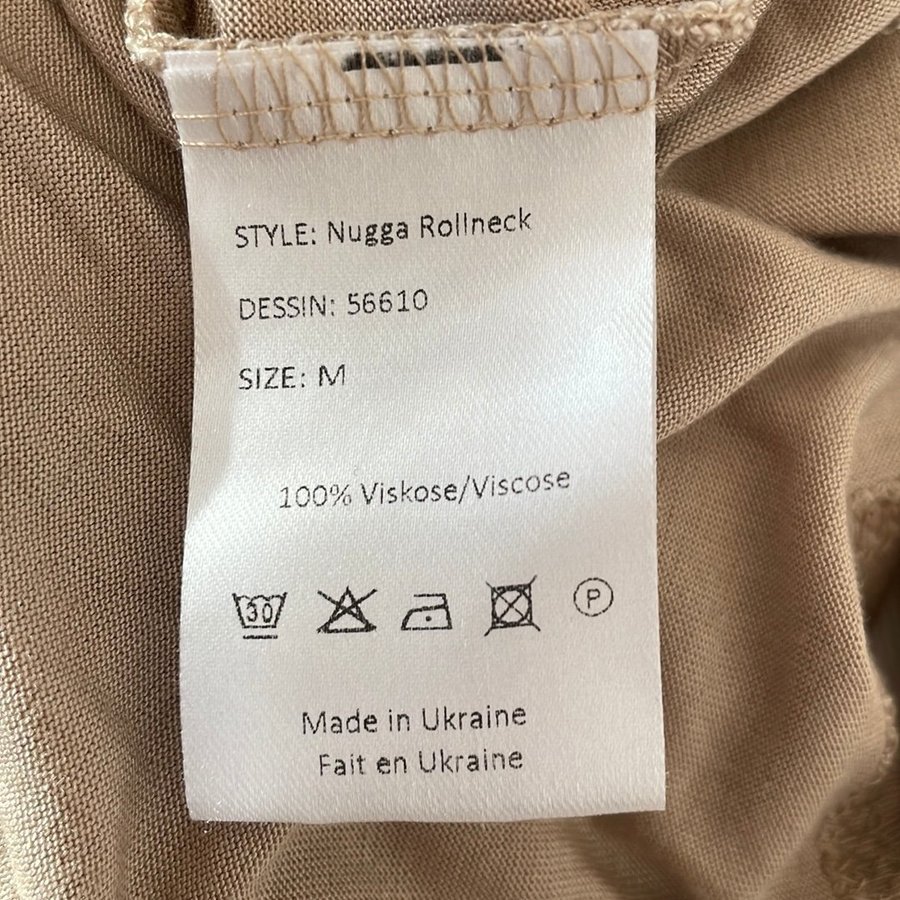 STYLE: Nugga Rollneck
DESSIN: 56610
SIZE: M
100% Viskose/Viscose
30
P
Made in Ukraine
Fait en Ukraine